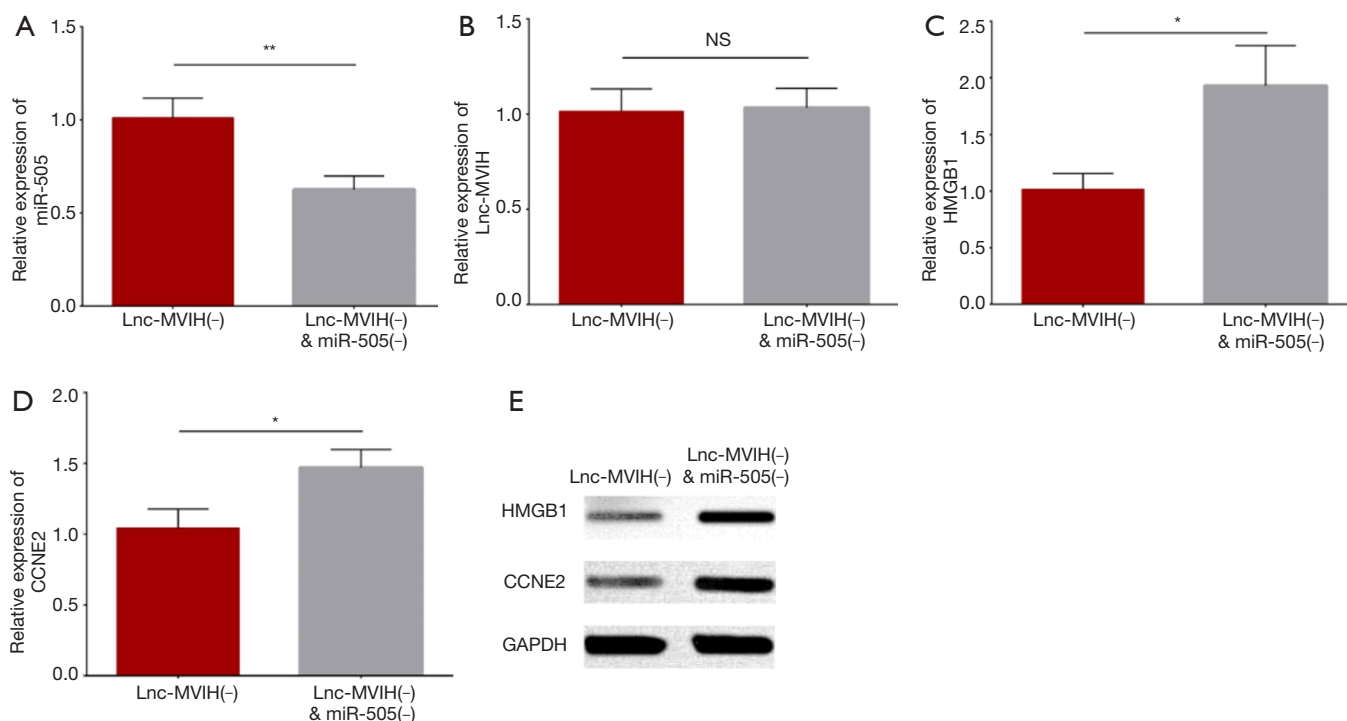 A
Relative expression of
miR-505
1.5
1.0
0.5
0.0
**
Lnc-MVIH(–)
Lnc-MVIH(–)
& miR-505(–)
B
Relative expression of
Lnc-MVIH
1.5
1.0
0.5
0.0
NS
Lnc-MVIH(–)
Lnc-MVIH(–)
& miR-505(–)
C
Relative expression of
HMGB1
2.5
2.0
2.5
1.0
2.5
0.0
*
Lnc-MVIH(–)
Lnc-MVIH(–)
& miR-505(–)
D
Relative expression of
CCNE2
2.0
1.5
1.0
0.5
0.0
*
Lnc-MVIH(–)
Lnc-MVIH(–)
& miR-505(–)
E
Lnc-MVIH(–)
Lnc-MVIH(–)
& miR-505(–)
HMGB1
CCNE2
GAPDH